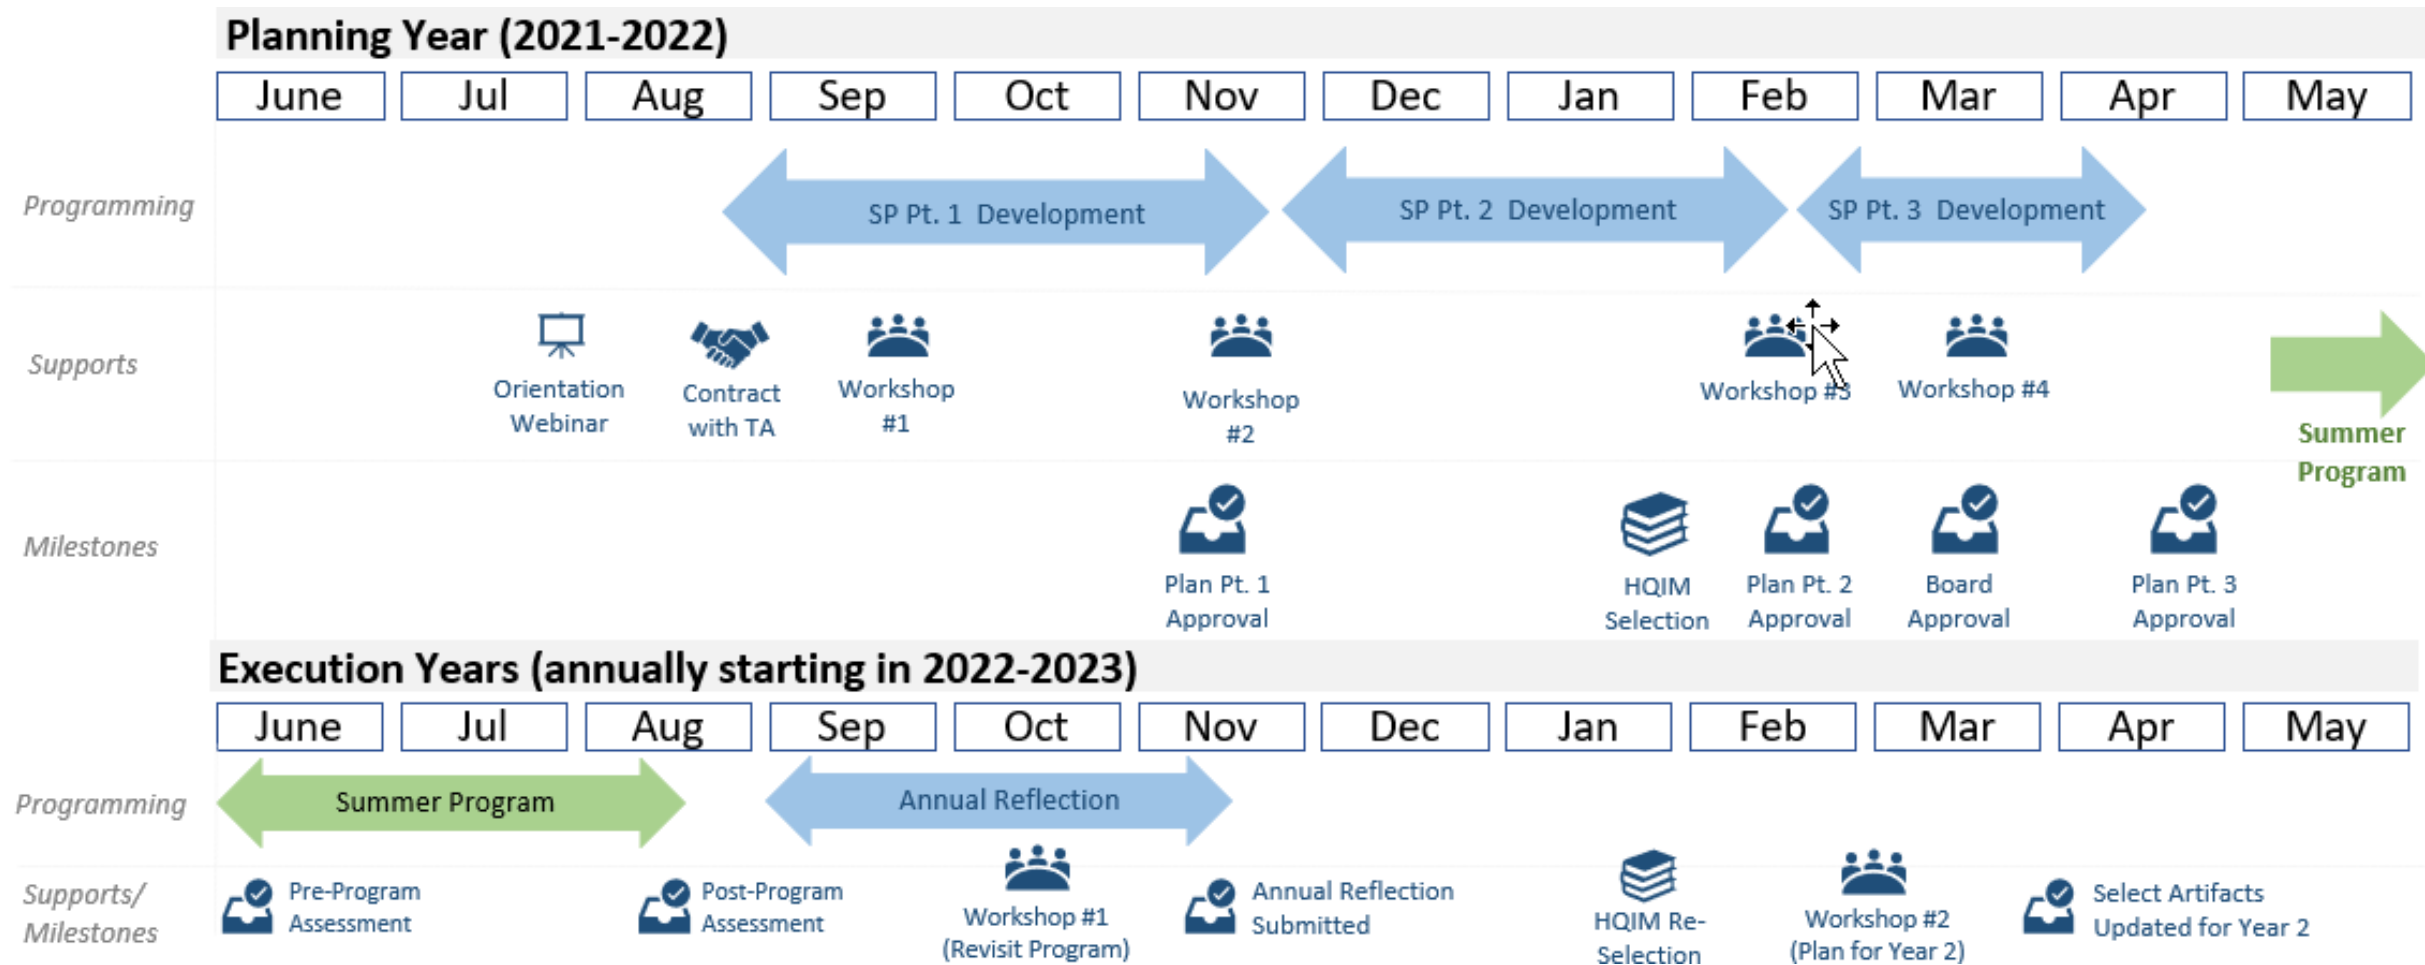 Planning Year (2021-2022)
June Jul Aug Sep Oct Nov Dec Jan Feb Mar Apr May
Programming
SP Pt. 1 Development
SP Pt. 2 Development
SP Pt. 3 Development
Supports
Orientation
Webinar
Contract
with TA
Workshop
#1
Workshop
#2
Workshop #3
Workshop #4
Summer
Program
Milestones
Plan Pt. 1
Approval
HQIM
Selection
Plan Pt. 2
Approval
Board
Approval
Plan Pt. 3
Approval
Execution Years (annually starting in 2022-2023)
June Jul Aug Sep Oct Nov Dec Jan Feb Mar Apr May
Programming
Summer Program
Annual Reflection
Supports/
Milestones
Pre-Program
Assessment
Post-Program
Assessment
Workshop #1
(Revisit Program)
Annual Reflection
Submitted
HQIM Re-
Selection
Workshop #2
(Plan for Year 2)
Select Artifacts
Updated for Year 2